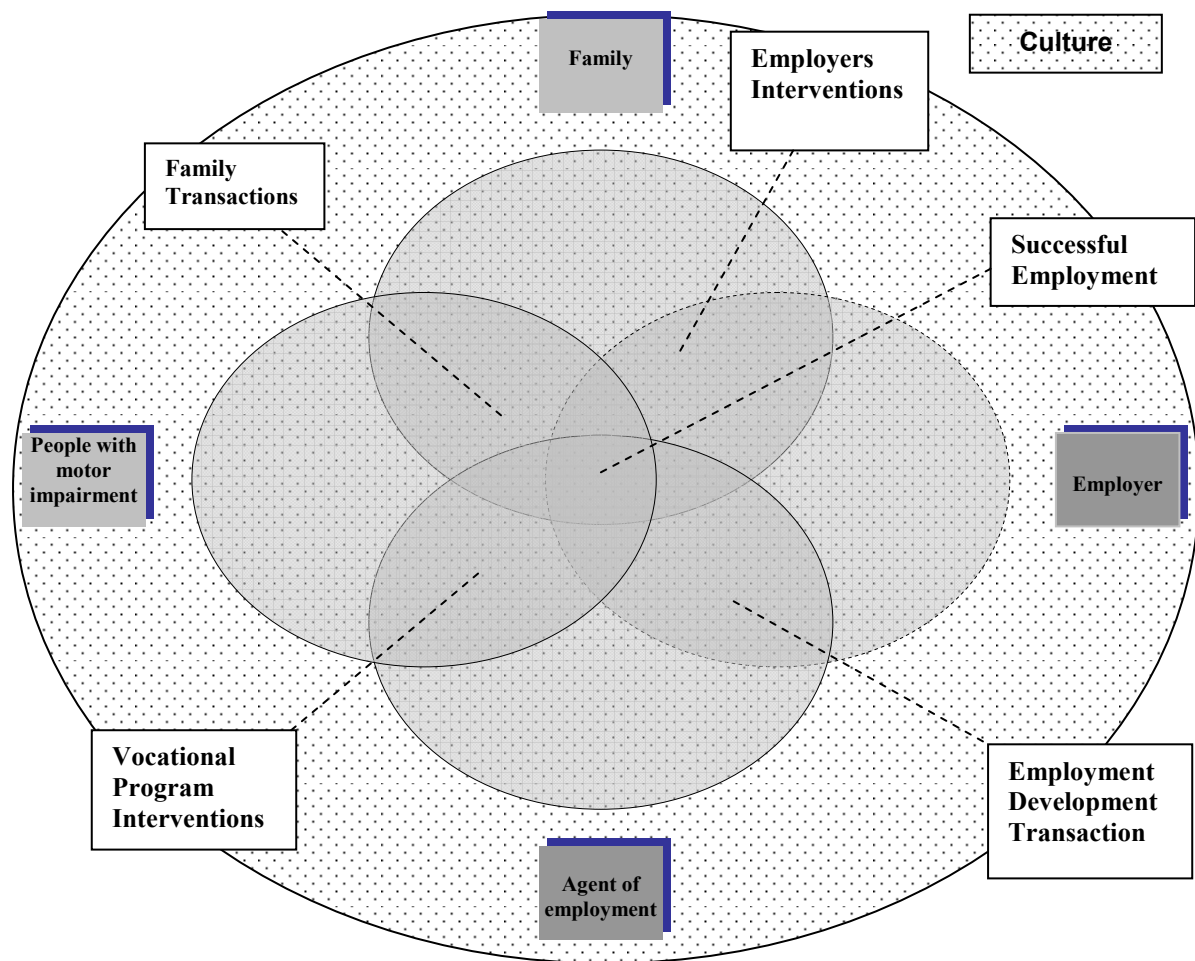 Family
Employers
Interventions
Culture
Family
Transactions
Successful
Employment
People with
motor
impairment
Employer
Vocational
Program
Interventions
Employment
Development
Transaction
Agent of
employment